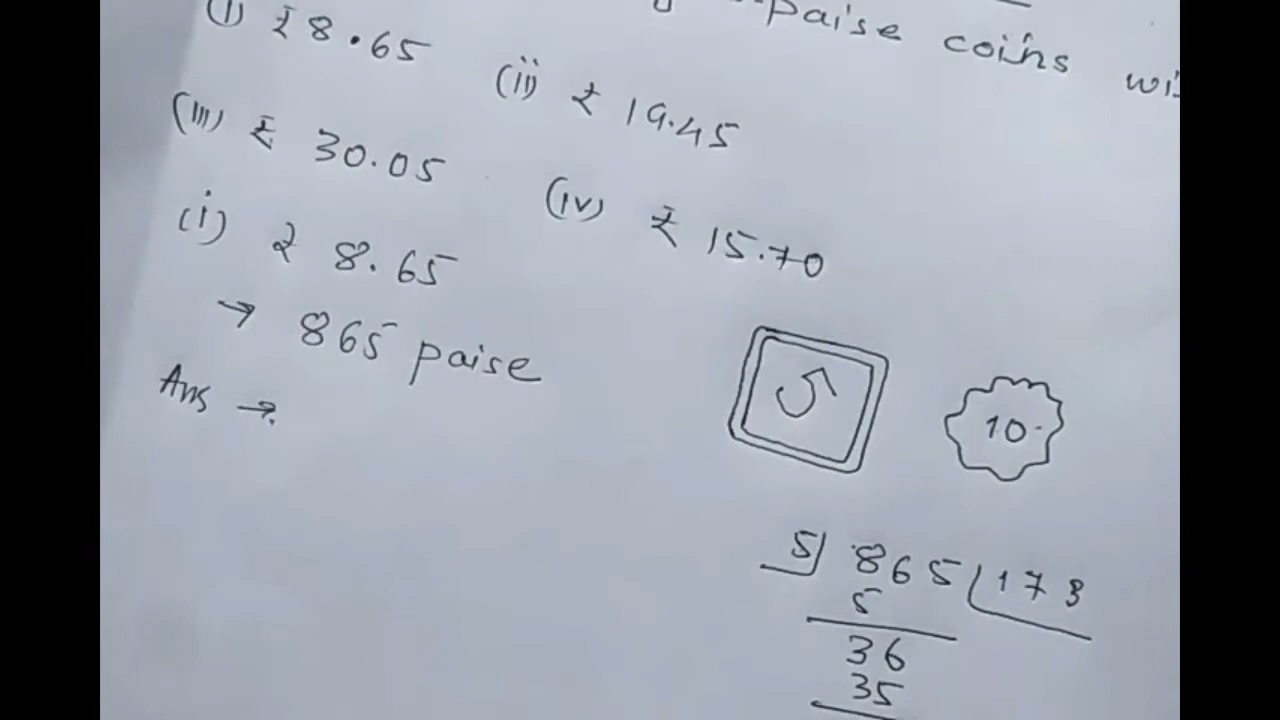 paise coins
(i) ₹ 8.65 (ii) ₹ 19.45
(iii) ₹ 30.05 (iv) ₹ 15.70
(i) ₹ 8.65
→ 865 paise
Ans →
5
10
5) 865 (173
5
36
35